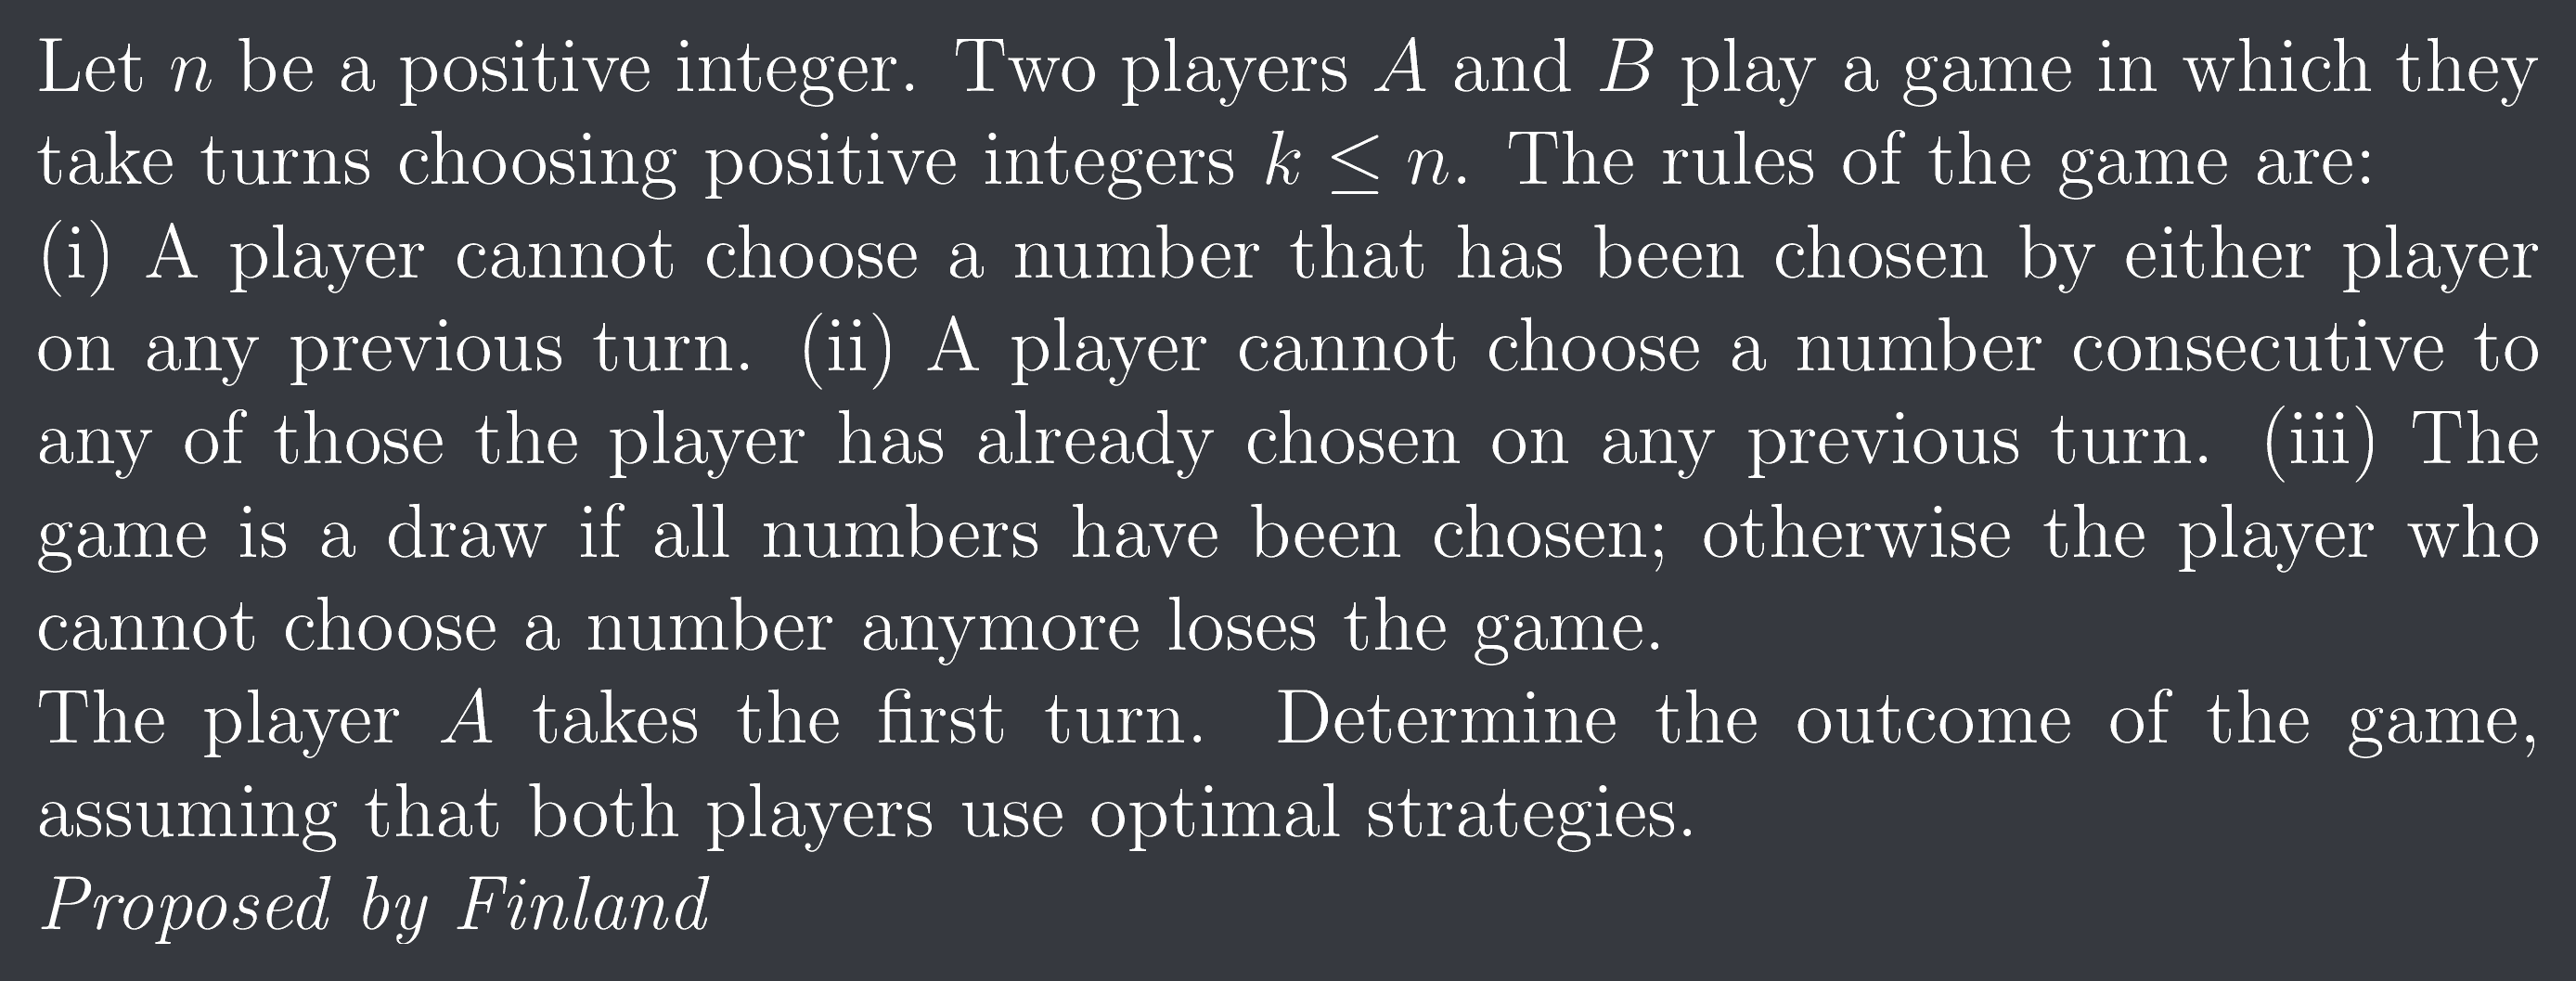 Let n be a positive integer. Two players A and B play a game in which they
take turns choosing positive integers k ≤ n. The rules of the game are:
(i) A player cannot choose a number that has been chosen by either player
on any previous turn. (ii) A player cannot choose a number consecutive to
any of those the player has already chosen on any previous turn. (iii) The
game is a draw if all numbers have been chosen; otherwise the player who
cannot choose a number anymore loses the game.
The player A takes the first turn. Determine the outcome of the game,
assuming that both players use optimal strategies.
Proposed by Finland